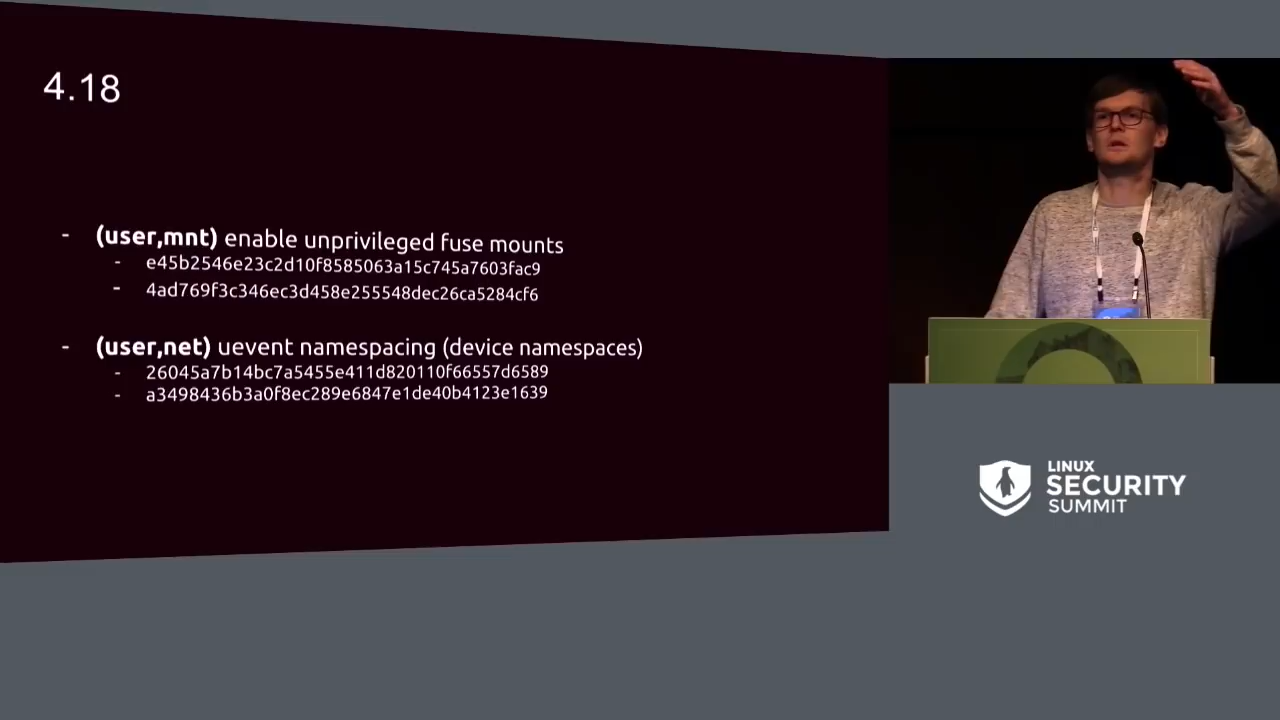 4.18
- (user,mnt) enable unprivileged fuse mounts
- e45b2546e23c2d10f8585063a15c745a7603fac9
- 4ad769f3c346ec3d458e255548dec26ca5284cf6
- (user,net) uevent namespacing (device namespaces)
- 26045a7b14bc7a5455e411d820110f66557d6589
- a3498436b3a0f8ec289e6847e1de40b4123e1639
LINUX
SECURITY
SUMMIT